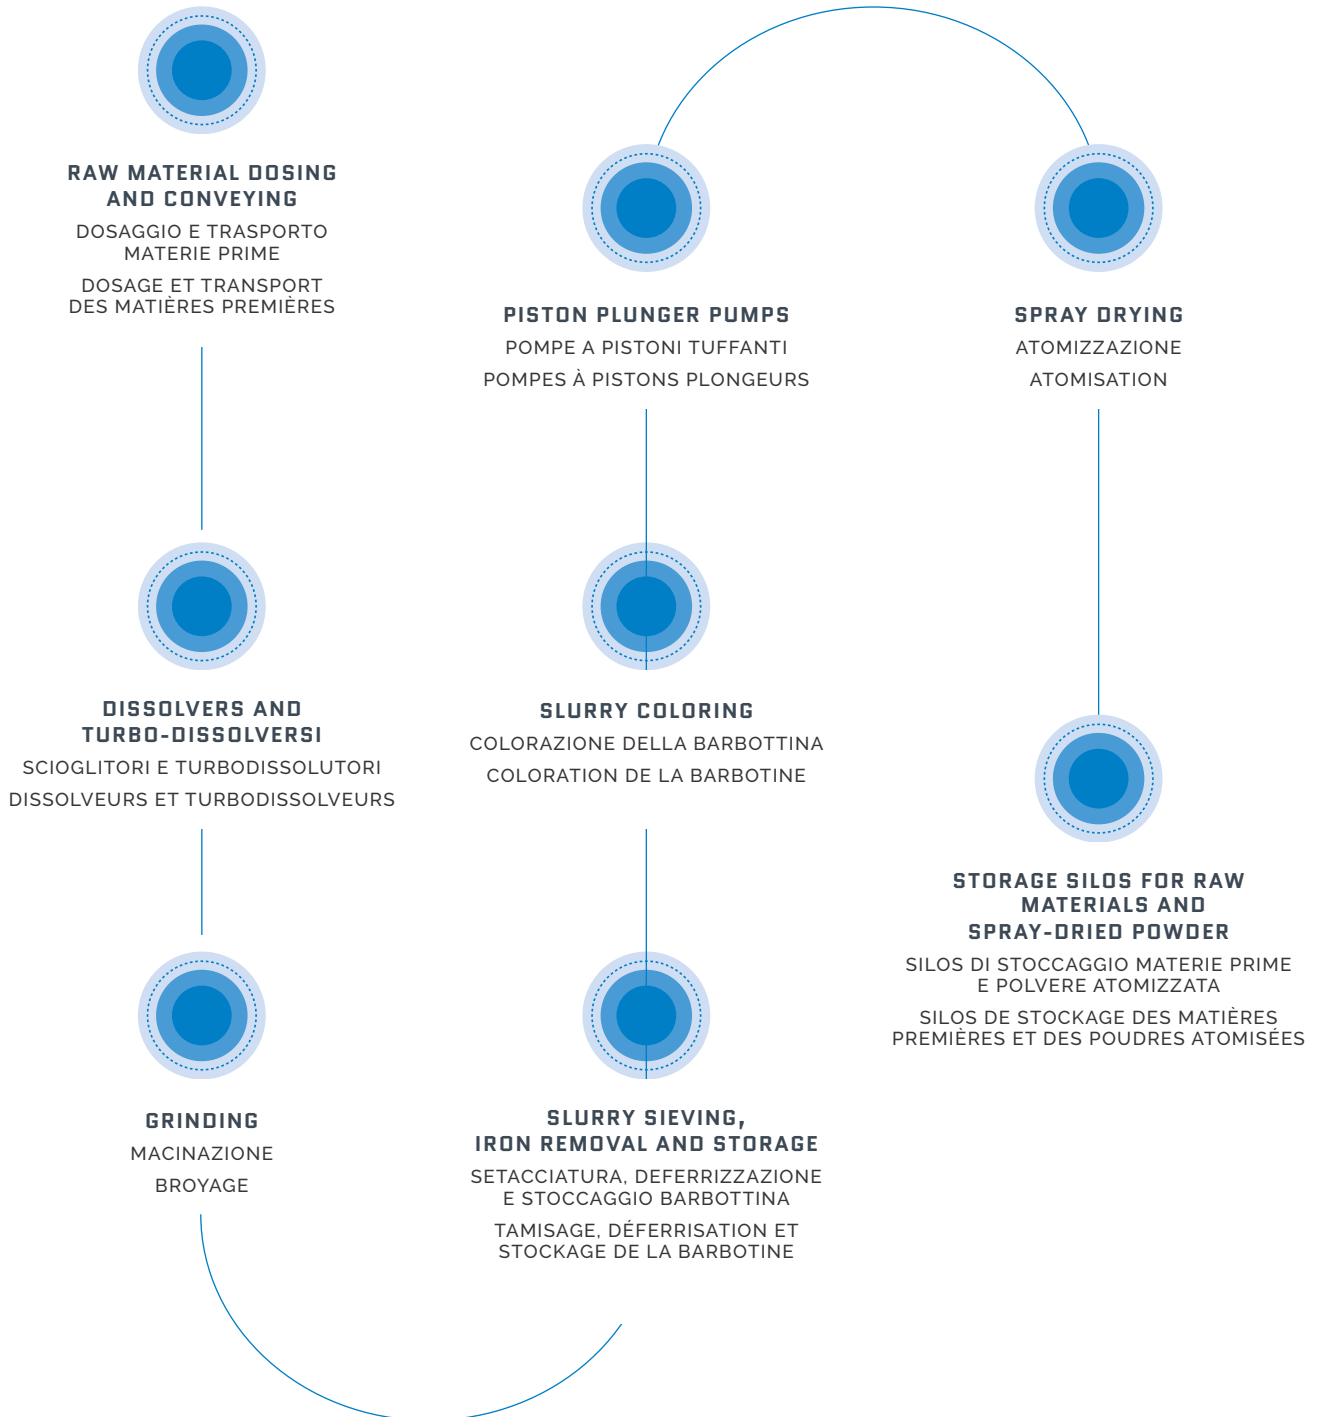 RAW MATERIAL DOSING
AND CONVEYING
DOSAGGIO E TRASPORTO
MATERIE PRIME
DOSAGE ET TRANSPORT
DES MATIÈRES PREMIÈRES
DISSOLVERS AND
TURBO-DISSOLVERSI
SCIOGLITORI E TURBODISSOLUTORI
DISSOLVEURS ET TURBODISSOLVEURS
GRINDING
MACINAZIONE
BROYAGE
PISTON PLUNGER PUMPS
POMPE A PISTONI TUFFANTI
POMPES À PISTONS PLONGEURS
SLURRY COLORING
COLORAZIONE DELLA BARBOTTINA
COLORATION DE LA BARBOTINE
SLURRY SIEVING,
IRON REMOVAL AND STORAGE
SETACCIATURA, DEFERRIZZAZIONE
E STOCCAGGIO BARBOTTINA
TAMISAGE, DÉFERRISATION ET
STOCKAGE DE LA BARBOTINE
SPRAY DRYING
ATOMIZZAZIONE
ATOMISATION
STORAGE SILOS FOR RAW
MATERIALS AND
SPRAY-DRIED POWDER
SILOS DI STOCCAGGIO MATERIE PRIME
E POLVERE ATOMIZZATA
SILOS DE STOCKAGE DES MATIÈRES
PREMIÈRES ET DES POUDRES ATOMISÉES